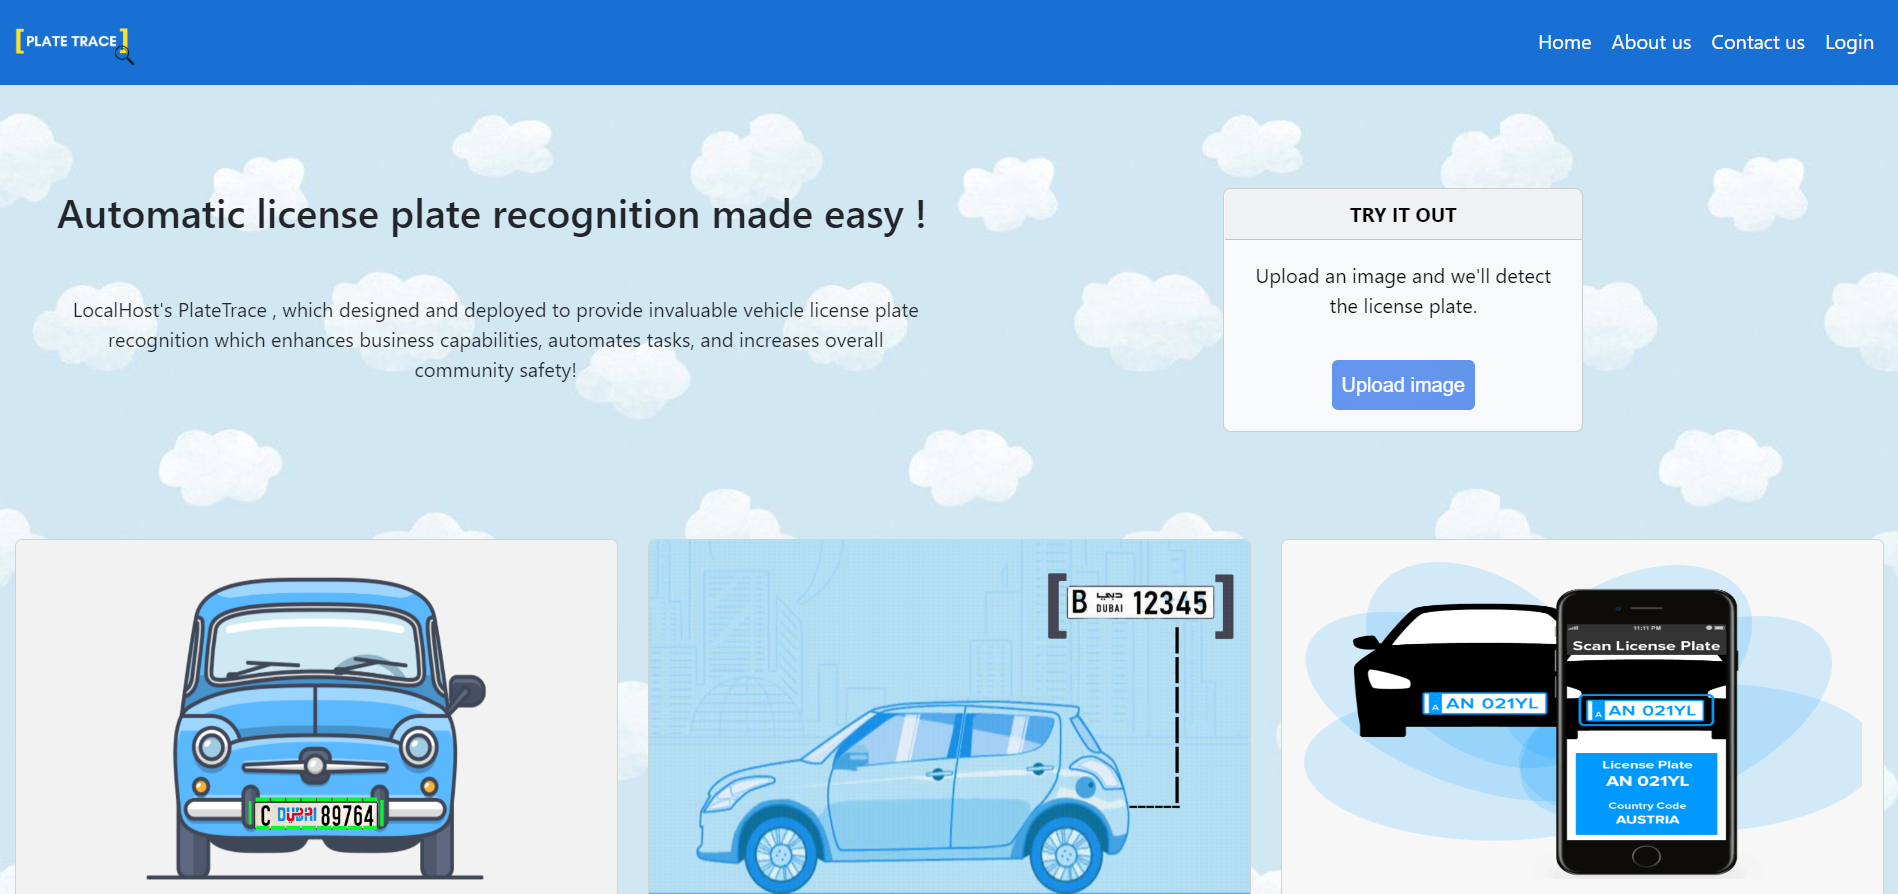 PLATE TRACE
Home About us Contact us Login
Automatic license plate recognition made easy !
LocalHost's PlateTrace , which designed and deployed to provide invaluable vehicle license plate
recognition which enhances business capabilities, automates tasks, and increases overall
community safety!
TRY IT OUT
Upload an image and we'll detect
the license plate.
Upload image
C DUBAI 89764
B دبي DUBAI 12345
A AN 021YL
11:11 PM
Scan License Plate
A AN 021YL
License Plate
AN 021YL
Country Code
AUSTRIA